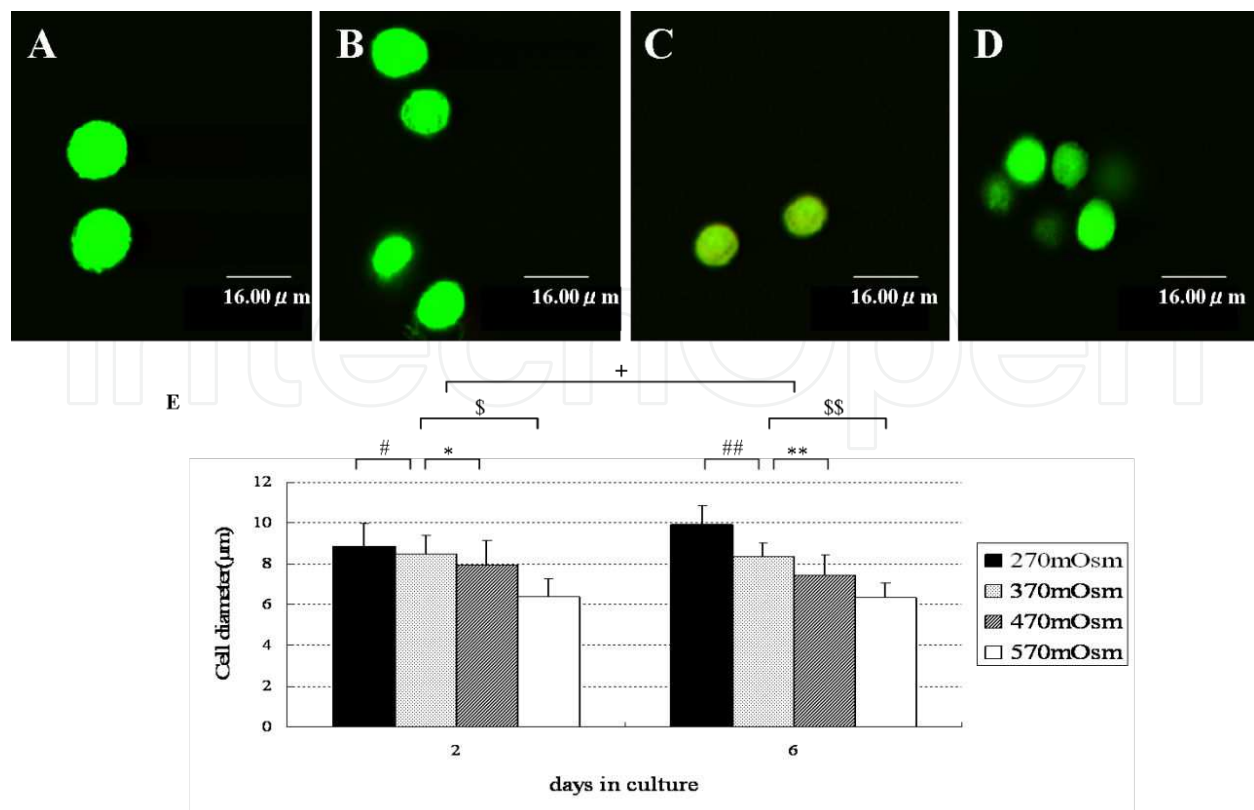 A B C D
16.00 μ m 16.00 μ m 16.00 μ m 16.00 μ m
IntechOpen
+
E
$ $$
# * ## **
12
10
8
6
4
2
0
Cell diameter(μm)
270mOsm
370mOsm
470mOsm
570mOsm
2 6
days in culture